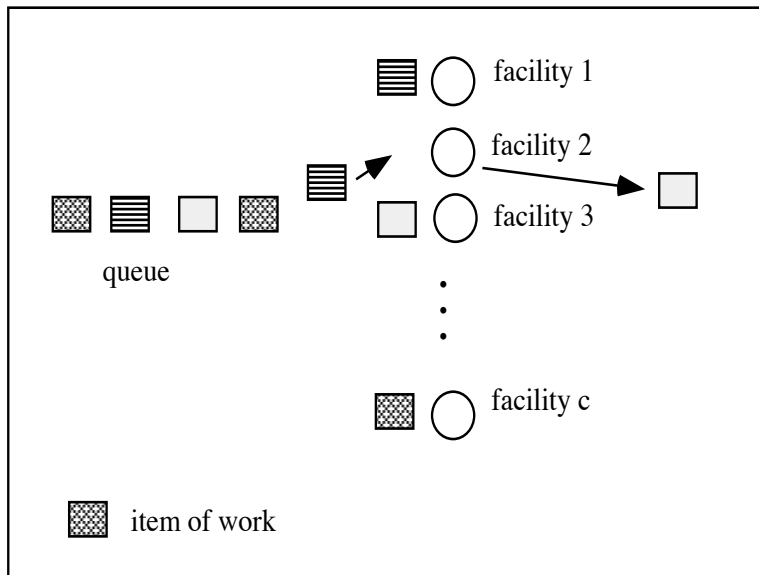 facility 1
facility 2
facility 3
queue
facility c
item of work